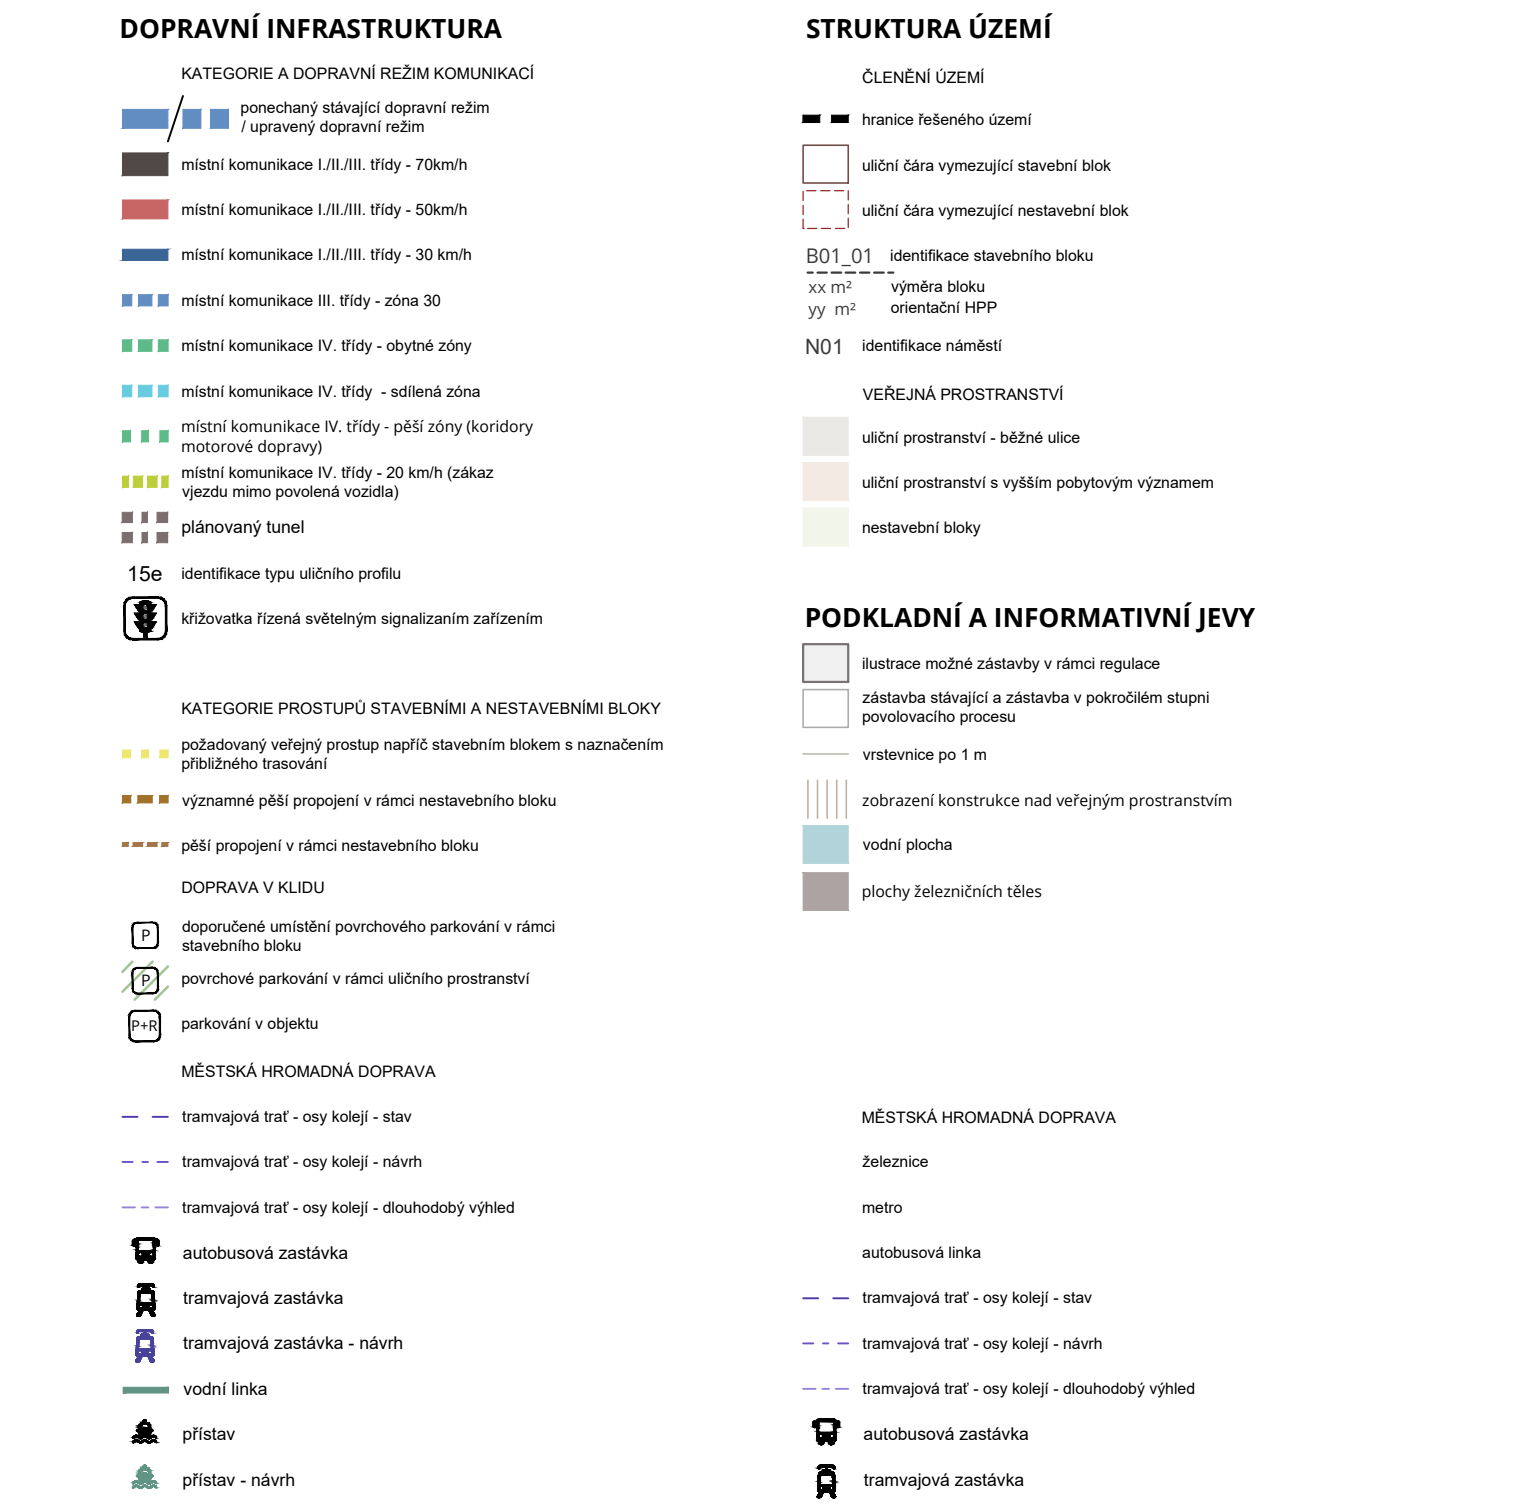 DOPRAVNÍ INFRASTRUKTURA
KATEGORIE A DOPRAVNÍ REŽIM KOMUNIKACÍ
ponechaný stávající dopravní režim
/ upravený dopravní režim
místní komunikace I./II./III. třídy - 70km/h
místní komunikace I./II./III. třídy - 50km/h
místní komunikace I./II./III. třídy - 30 km/h
místní komunikace III. třídy - zóna 30
místní komunikace IV. třídy - obytné zóny
místní komunikace IV. třídy  - sdílená zóna
místní komunikace IV. třídy - pěší zóny (koridory
motorové dopravy)
místní komunikace IV. třídy - 20 km/h (zákaz
vjezdu mimo povolená vozidla)
plánovaný tunel
15e identifikace typu uličního profilu
křižovatka řízená světelným signalizaním zařízením
KATEGORIE PROSTUPŮ STAVEBNÍMI A NESTAVEBNÍMI BLOKY
požadovaný veřejný prostup napříč stavebním blokem s naznačením
přibližného trasování
významné pěší propojení v rámci nestavebního bloku
pěší propojení v rámci nestavebního bloku
DOPRAVA V KLIDU
P doporučené umístění povrchového parkování v rámci
stavebního bloku
P povrchové parkování v rámci uličního prostranství
P+R parkování v objektu
MĚSTSKÁ HROMADNÁ DOPRAVA
tramvajová trať - osy kolejí - stav
tramvajová trať - osy kolejí - návrh
tramvajová trať - osy kolejí - dlouhodobý výhled
autobusová zastávka
tramvajová zastávka
tramvajová zastávka - návrh
vodní linka
přístav
přístav - návrh
STRUKTURA ÚZEMÍ
ČLENĚNÍ ÚZEMÍ
hranice řešeného území
uliční čára vymezující stavební blok
uliční čára vymezující nestavební blok
B01_01 identifikace stavebního bloku
xx m² výměra bloku
yy  m² orientační HPP
N01 identifikace náměstí
VEŘEJNÁ PROSTRANSTVÍ
uliční prostranství - běžné ulice
uliční prostranství s vyšším pobytovým významem
nestavební bloky
PODKLADNÍ A INFORMATIVNÍ JEVY
ilustrace možné zástavby v rámci regulace
zástavba stávající a zástavba v pokročilém stupni
povolovacího procesu
vrstevnice po 1 m
zobrazení konstrukce nad veřejným prostranstvím
vodní plocha
plochy železničních těles
MĚSTSKÁ HROMADNÁ DOPRAVA
železnice
metro
autobusová linka
tramvajová trať - osy kolejí - stav
tramvajová trať - osy kolejí - návrh
tramvajová trať - osy kolejí - dlouhodobý výhled
autobusová zastávka
tramvajová zastávka